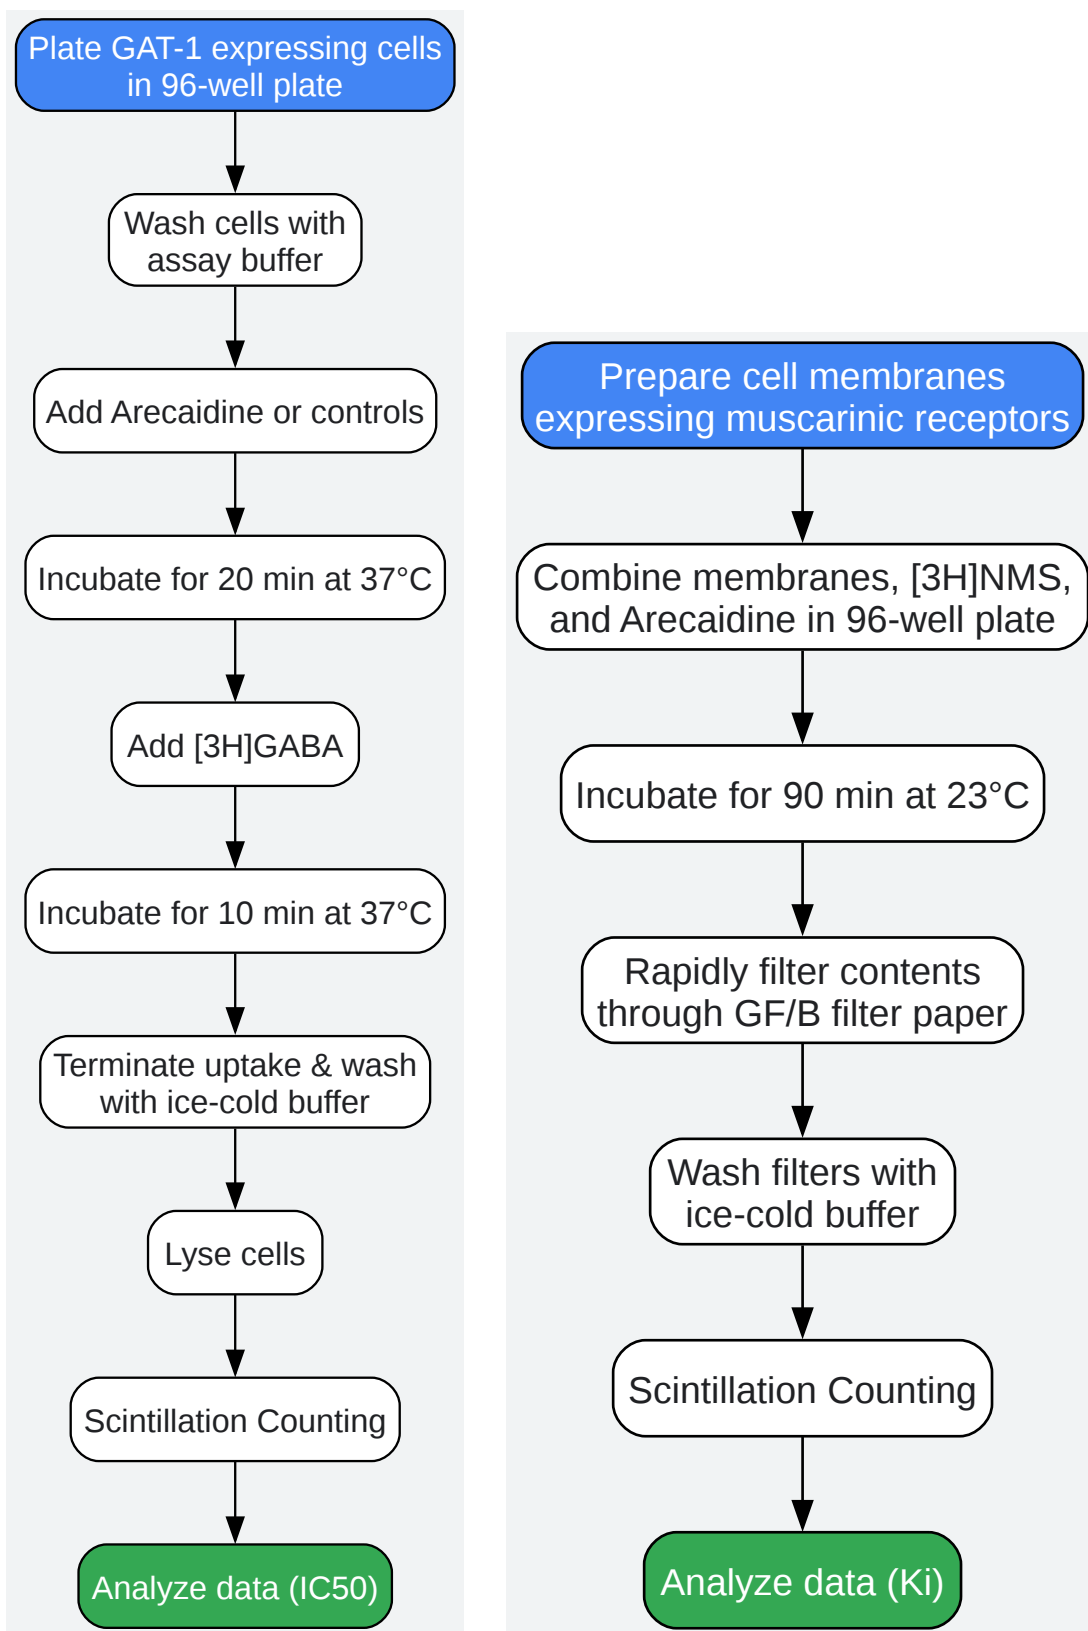 Plate GAT-1 expressing cells
in 96-well plate
Wash cells with
assay buffer
Add Arecaidine or controls
Incubate for 20 min at 37°C
Add [3H]GABA
Incubate for 10 min at 37°C
Terminate uptake & wash
with ice-cold buffer
Lyse cells
Scintillation Counting
Analyze data (IC50)
Prepare cell membranes
expressing muscarinic receptors
Combine membranes, [3H]NMS,
and Arecaidine in 96-well plate
Incubate for 90 min at 23°C
Rapidly filter contents
through GF/B filter paper
Wash filters with
ice-cold buffer
Scintillation Counting
Analyze data (Ki)